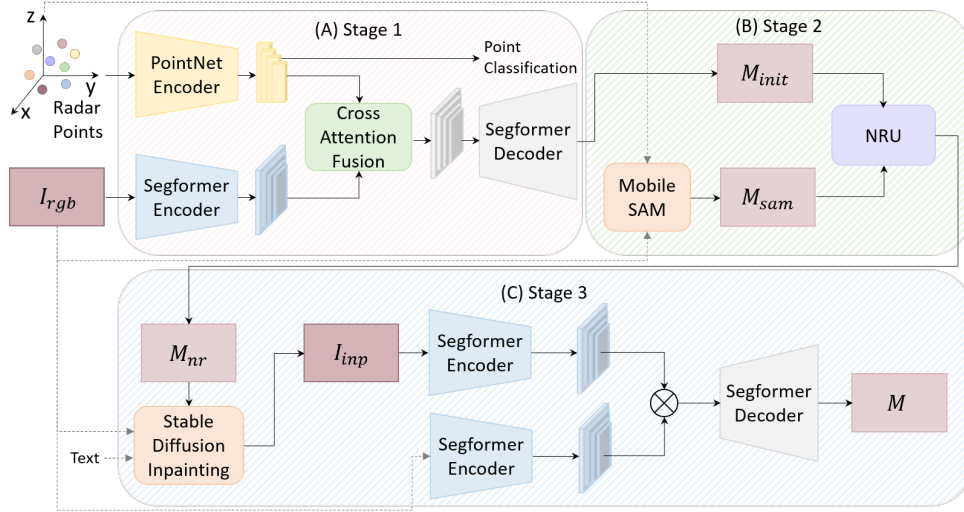 z
y
x
Radar
Points
I_rgb
(A) Stage 1
PointNet
Encoder
Point
Classification
Cross
Attention
Fusion
Segformer
Encoder
Segformer
Decoder
(B) Stage 2
M_init
NRU
Mobile
SAM
M_sam
(C) Stage 3
M_nr
Stable
Diffusion
Inpainting
Text
I_inp
Segformer
Encoder
Segformer
Encoder
Segformer
Decoder
M